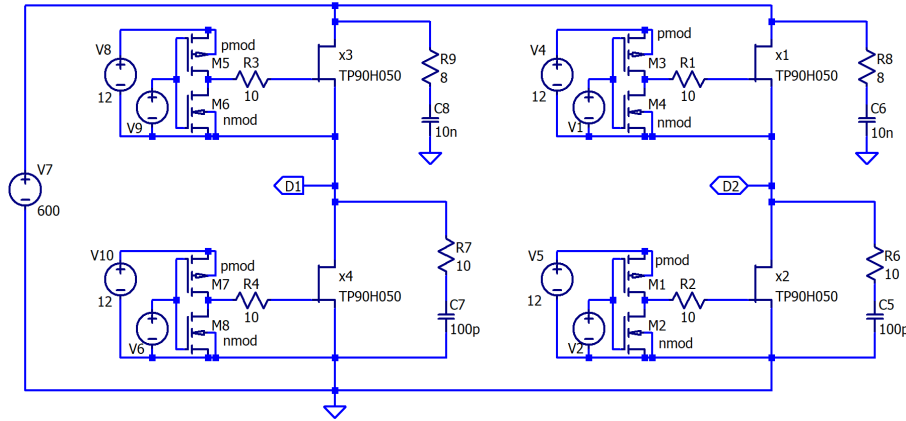 V8
12
V9
pmod
M5
M6
nmod
R3
10
x3
TP90H050
R9
8
C8
10n
V4
12
V1
pmod
M3
M4
nmod
R1
10
x1
TP90H050
R8
8
C6
10n
V7
600
D1
D2
V10
12
V6
pmod
M7
M8
nmod
R4
10
x4
TP90H050
R7
10
C7
100p
V5
12
V2
pmod
M1
M2
nmod
R2
10
x2
TP90H050
R6
10
C5
100p